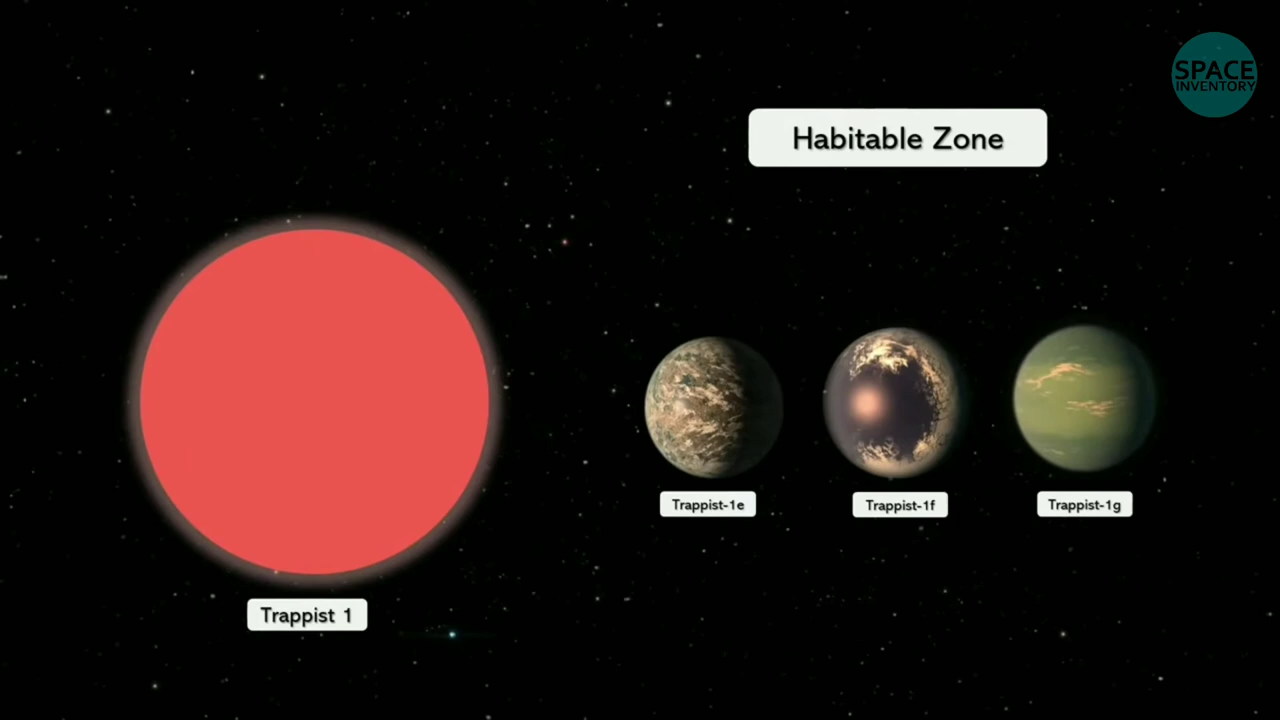 SPACE
INVENTORY
Habitable Zone
Trappist-1e
Trappist-1f
Trappist-1g
Trappist 1